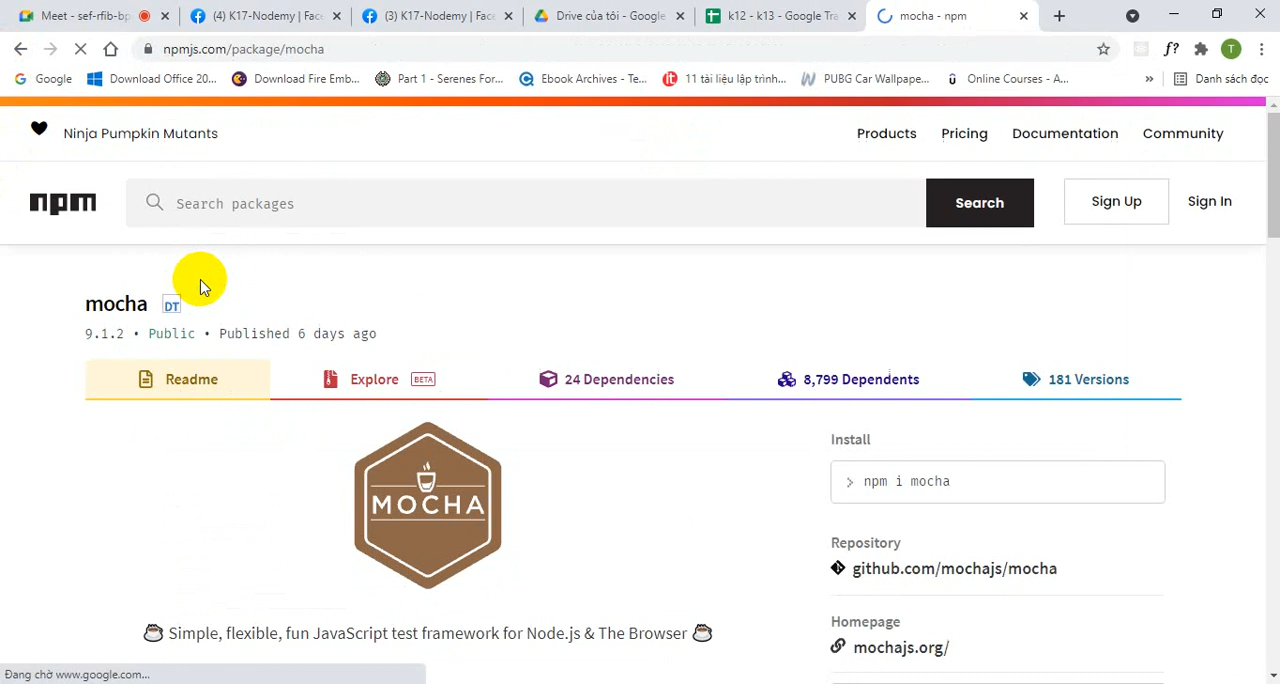 Meet - sef-rfib-bp
(4) K17-Nodemy | Fac
(3) K17-Nodemy | Fac
Drive của tôi - Google
k12 - k13 - Google Tra
mocha - npm
npmjs.com/package/mocha
f?
T
Google
Download Office 20...
Download Fire Emb...
Part 1 - Serenes For...
Ebook Archives - Te...
11 tài liệu lập trình...
PUBG Car Wallpape...
Online Courses - A...
»
Danh sách đọc
Ninja Pumpkin Mutants
Products
Pricing
Documentation
Community
npm
Search packages
Search
Sign Up
Sign In
mocha DT
9.1.2 • Public • Published 6 days ago
Readme
Explore BETA
24 Dependencies
8,799 Dependents
181 Versions
MOCHA
☕ Simple, flexible, fun JavaScript test framework for Node.js & The Browser ☕
Install
> npm i mocha
Repository
github.com/mochajs/mocha
Homepage
mochajs.org/
Đang chờ www.google.com...